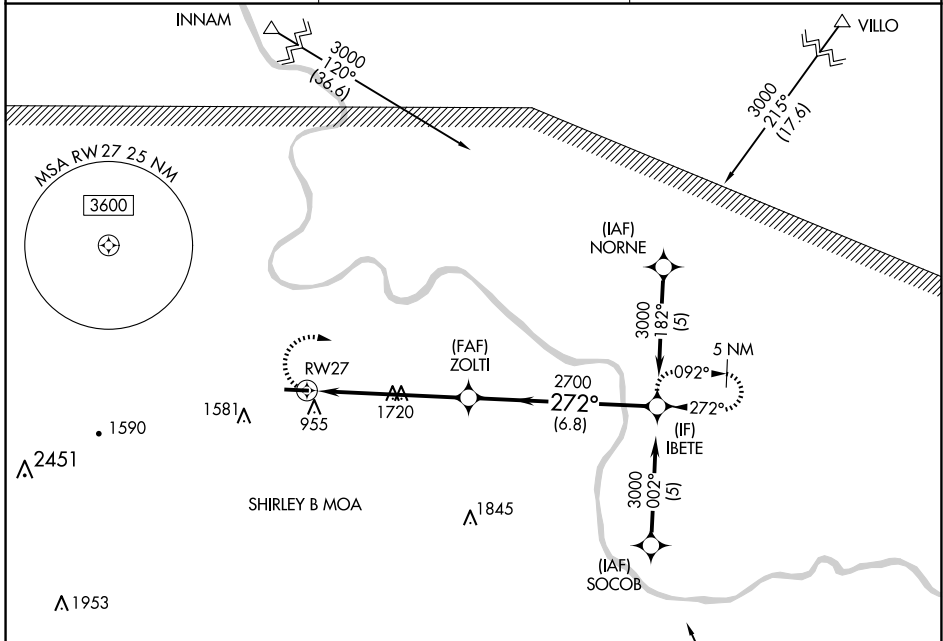 INNAM
VILLO
3000
120°
(36.6)
3000
215°
(17.6)
MSA RW27 25 NM
3600
(IAF)
NORNE
3000
182°
(5)
5 NM
092°
272°
(FAF)
ZOLTI
RW27
2700
272°
(6.8)
(IF)
IBETE
1720
955
1581
1590
2451
SHIRLEY B MOA
1845
3000
002°
(5)
(IAF)
SOCOB
1953